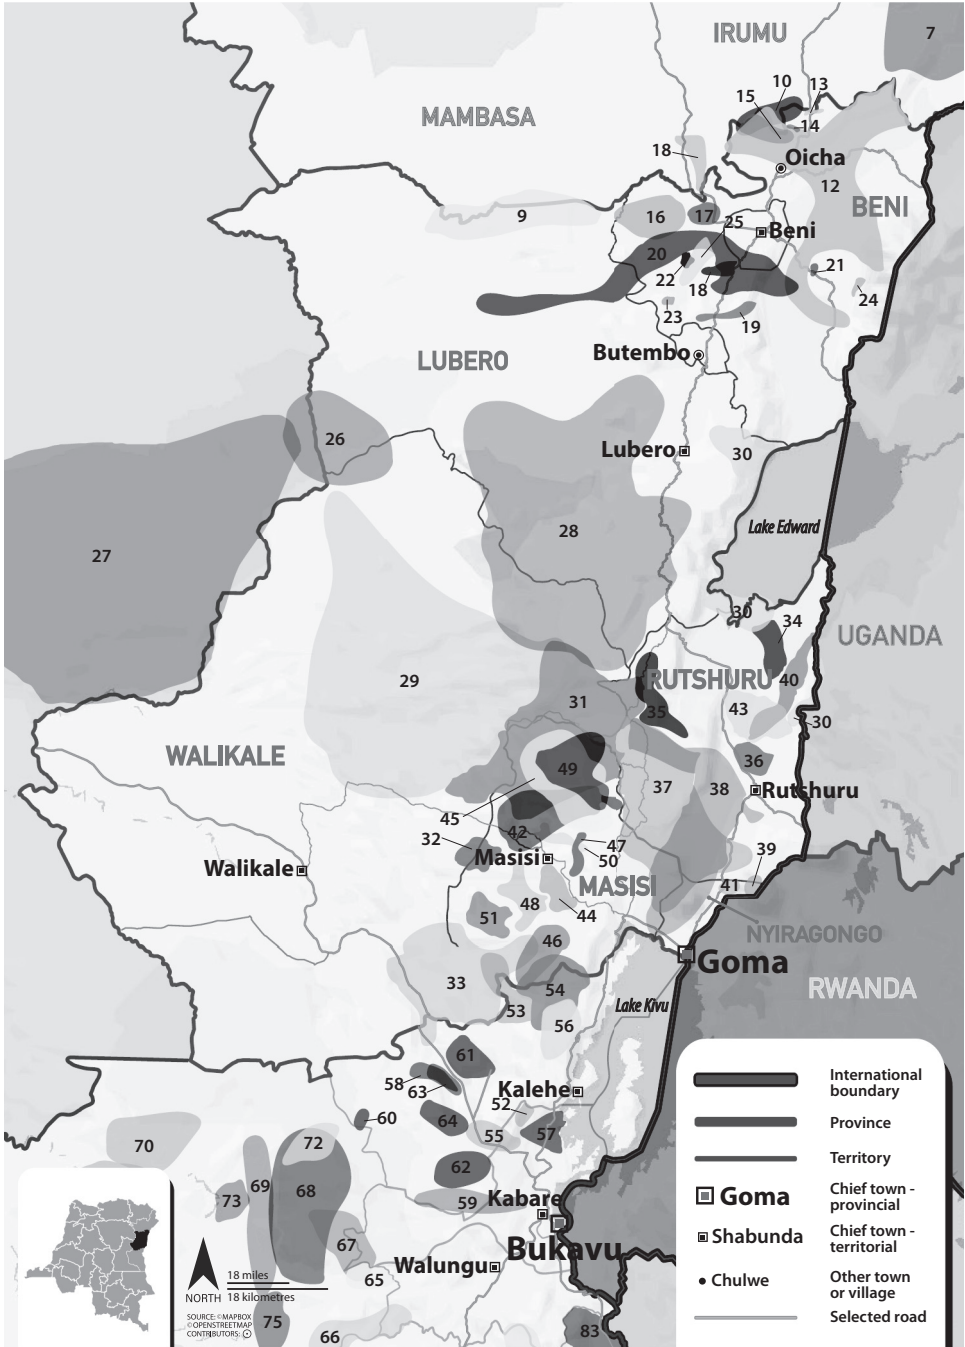 IRUMU
7
10
13
15
MAMBASA
14
18
Oicha
12
BENI
9
16
17
25
Beni
20
21
22
18
24
23
19
Butembo
LUBERO
26
30
Lubero
Lake Edward
28
27
30
34
UGANDA
29
RUTSHURU
40
31
43
35
30
WALIKALE
36
49
37
38
Rutshuru
45
42
32
47
39
Masisi
50
Walikale
MASISI
41
48
44
51
NYIRAGONGO
46
Goma
33
54
RWANDA
53
Lake Kivu
56
61
58
Kalehe
63
52
60
64
57
55
70
72
62
69
68
73
59
Kabare
67
Bukavu
Walungu
65
75
66
83
International
boundary
Province
Territory
Goma
Chief town -
provincial
Shabunda
Chief town -
territorial
Chulwe
Other town
or village
Selected road
NORTH
18 miles
18 kilometres
SOURCE: ©MAPBOX
©OPENSTREETMAP
CONTRIBUTORS: